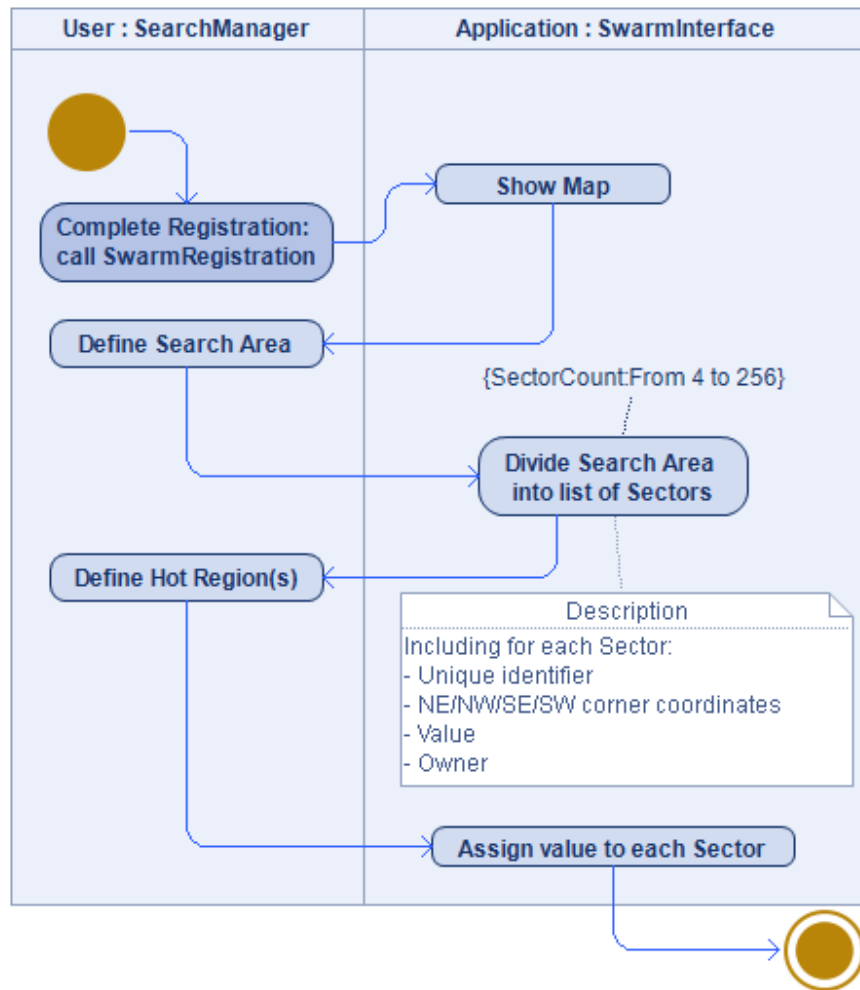 User : SearchManager
Application : SwarmInterface
Complete Registration:
call SwarmRegistration
Show Map
Define Search Area
{SectorCount:From 4 to 256}
Divide Search Area
into list of Sectors
Define Hot Region(s)
Description
Including for each Sector:
- Unique identifier
- NE/NW/SE/SW corner coordinates
- Value
- Owner
Assign value to each Sector